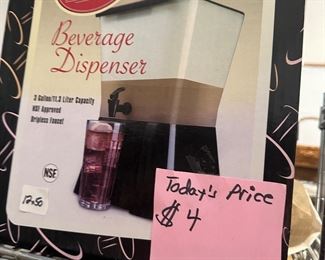 Beverage
Dispenser
3 Gallon/11.3 Liter Capacity
NSF Approved
Dripless Faucet
NSF
12.50
Today's Price
$ 4